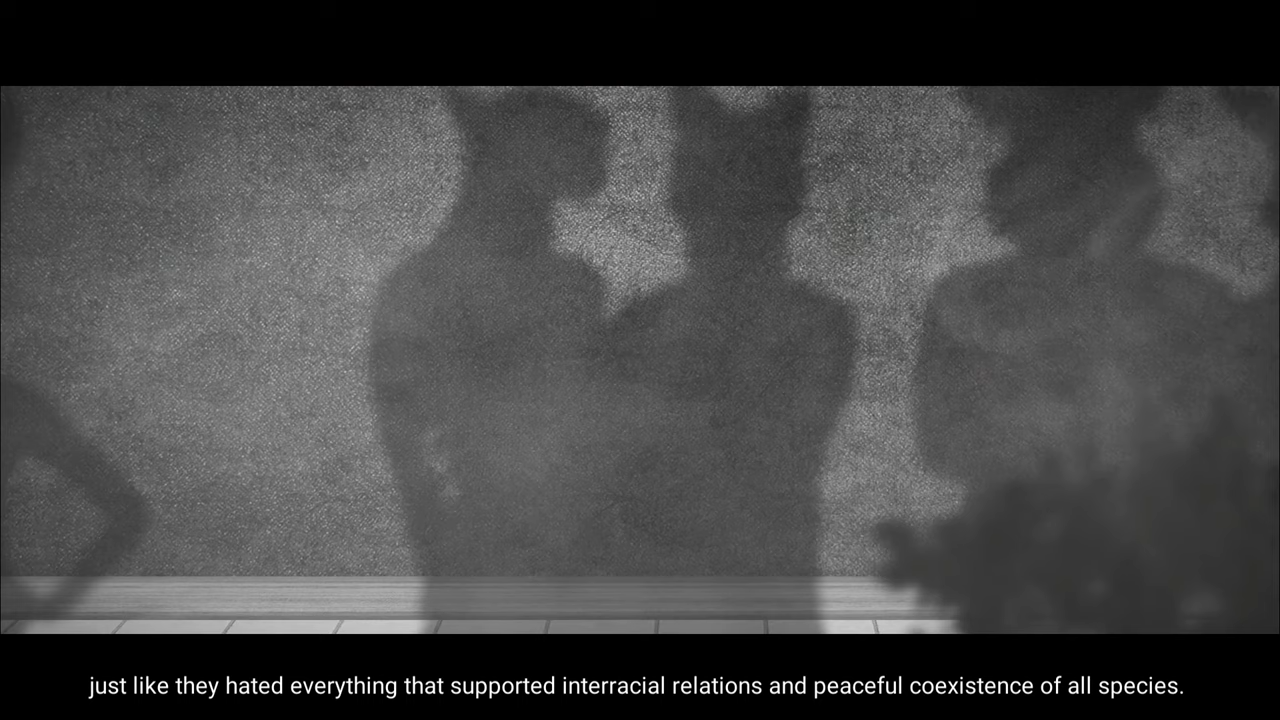 just like they hated everything that supported interracial relations and peaceful coexistence of all species.